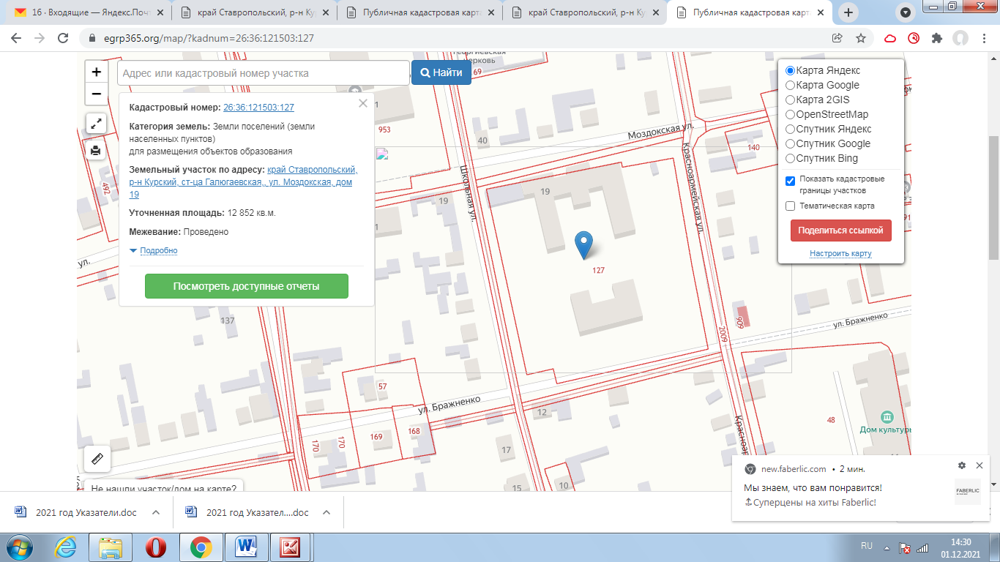 16 · Входящие — Яндекс.Почт
край Ставропольский, р-н Кур
Публичная кадастровая карта
край Ставропольский, р-н Кур
Публичная кадастровая карта
egrp365.org/map/?kadnum=26:36:121503:127
+
−
Адрес или кадастровый номер участка
Найти
Кадастровый номер: 26:36:121503:127
Категория земель: Земли поселений (земли
населенных пунктов)
для размещения объектов образования
Земельный участок по адресу: край Ставропольский,
р-н Курский, ст-ца Галюгаевская,, ул. Моздокская, дом
19
Уточненная площадь: 12 852 кв.м.
Межевание: Проведено
Подробно
Посмотреть доступные отчеты
Карта Яндекс
Карта Google
Карта 2GIS
OpenStreetMap
Спутник Яндекс
Спутник Google
Спутник Bing
Показать кадастровые
границы участков
Тематическая карта
Поделиться ссылкой
Настроить карту
Георгиевская
церковь
69
953
40
Моздокская ул.
140
492
Школьная ул.
19
19
Красноармейская ул.
127
ул.
137
909
2009
ул. Бражненко
57
ул. Бражненко
12
170
170
169
168
17
15
10
48
Дом культуры
Не нашли участок/дом на карте?
new.faberlic.com • 2 мин.
Мы знаем, что вам понравится!
Суперцены на хиты Faberlic!
FABERLIC
2021 год Указатели.doc
2021 год Указател....doc
RU
14:30
01.12.2021